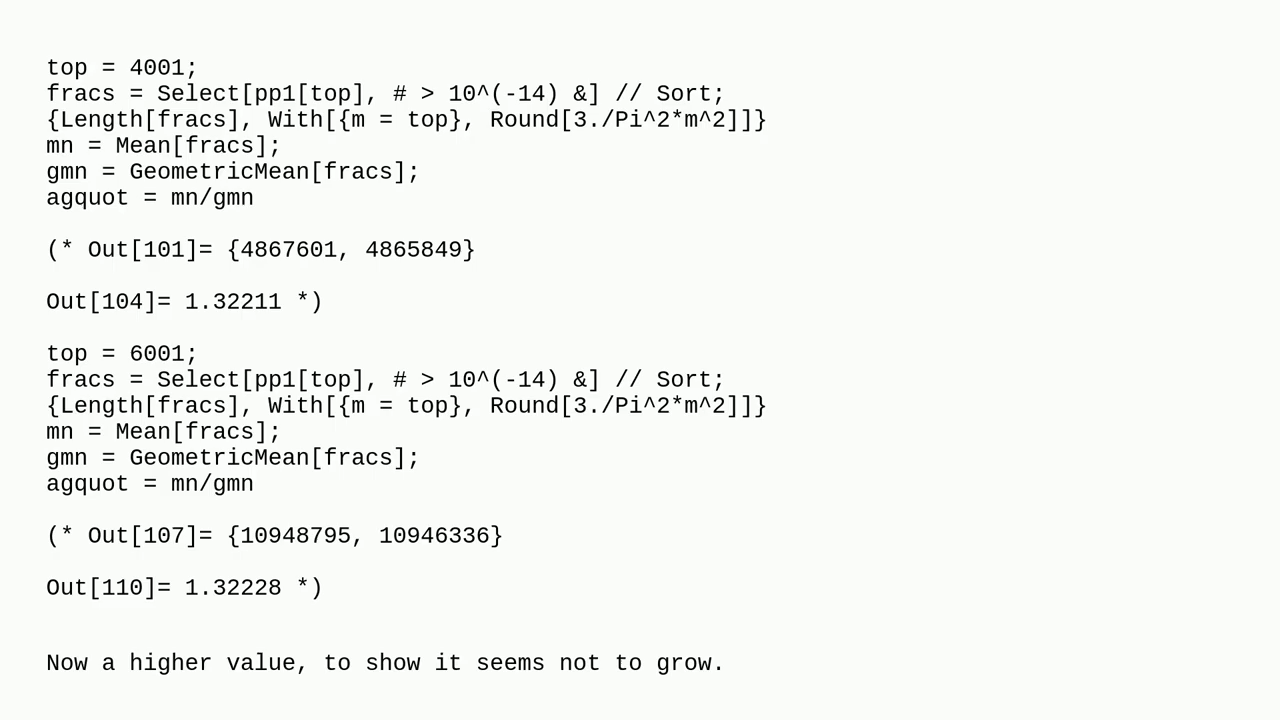 top = 4001;
fracs = Select[pp1[top], # > 10^(-14) &] // Sort;
{Length[fracs], With[{m = top}, Round[3./Pi^2*m^2]]}
mn = Mean[fracs];
gmn = GeometricMean[fracs];
agquot = mn/gmn
(* Out[101]= {4867601, 4865849}
Out[104]= 1.32211 *)
top = 6001;
fracs = Select[pp1[top], # > 10^(-14) &] // Sort;
{Length[fracs], With[{m = top}, Round[3./Pi^2*m^2]]}
mn = Mean[fracs];
gmn = GeometricMean[fracs];
agquot = mn/gmn
(* Out[107]= {10948795, 10946336}
Out[110]= 1.32228 *)
Now a higher value, to show it seems not to grow.